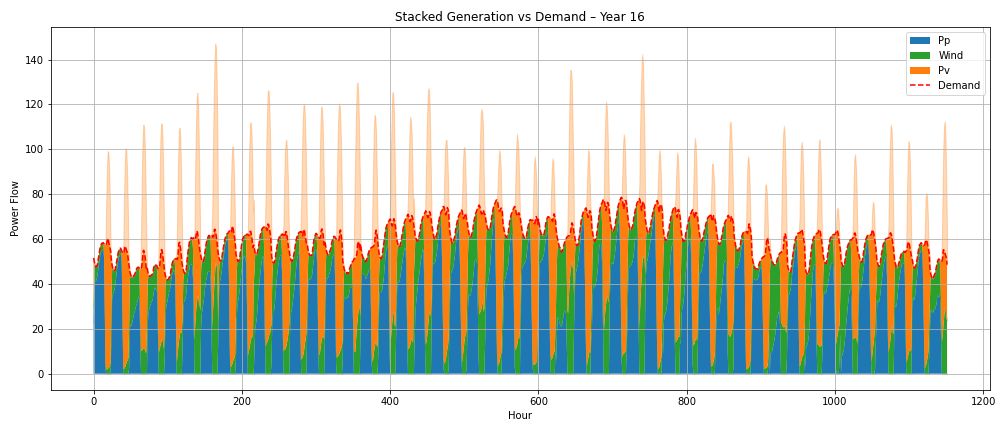 Stacked Generation vs Demand – Year 16
Pp
Wind
Pv
Demand
Power Flow
140
120
100
80
60
40
20
0
0 200 400 600 800 1000 1200
Hour